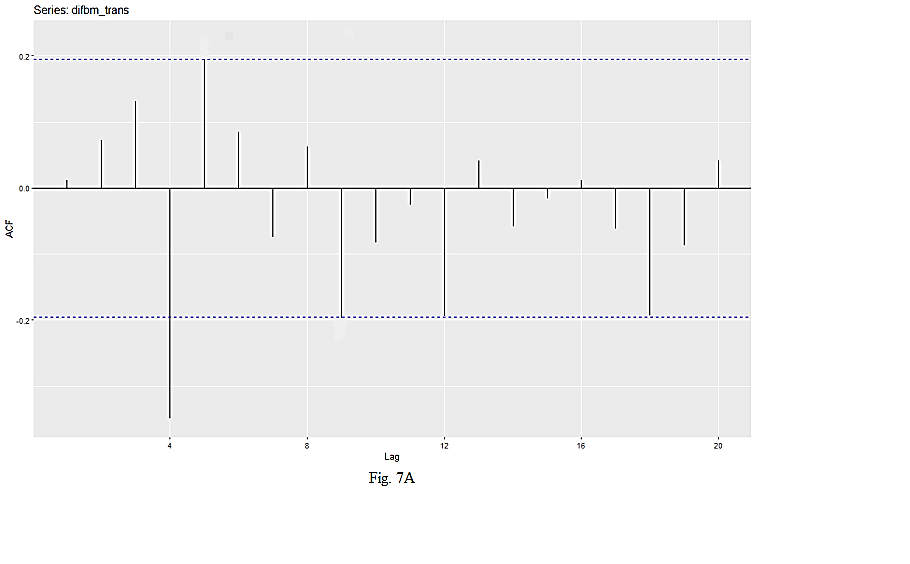 Series: difbm_trans
0.2
0.0
-0.2
ACF
4 8 12 16 20
Lag
Fig. 7A